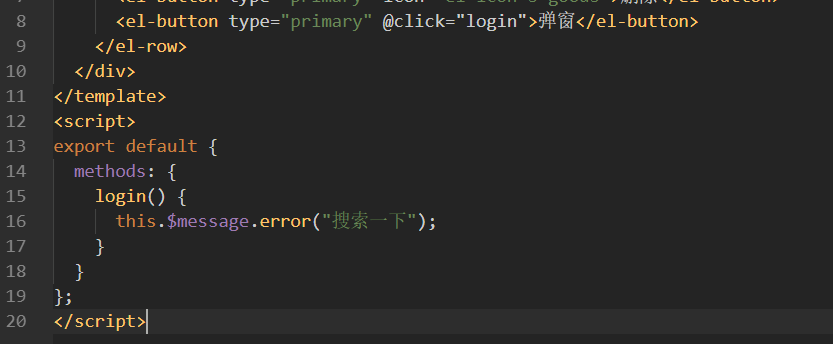 8 <el-button type="primary" @click="login">弹窗</el-button>
9 </el-row>
10 </div>
11 </template>
12 <script>
13 export default {
14 methods: {
15 login() {
16 this.$message.error("搜索一下");
17 }
18 }
19 };
20 </script>